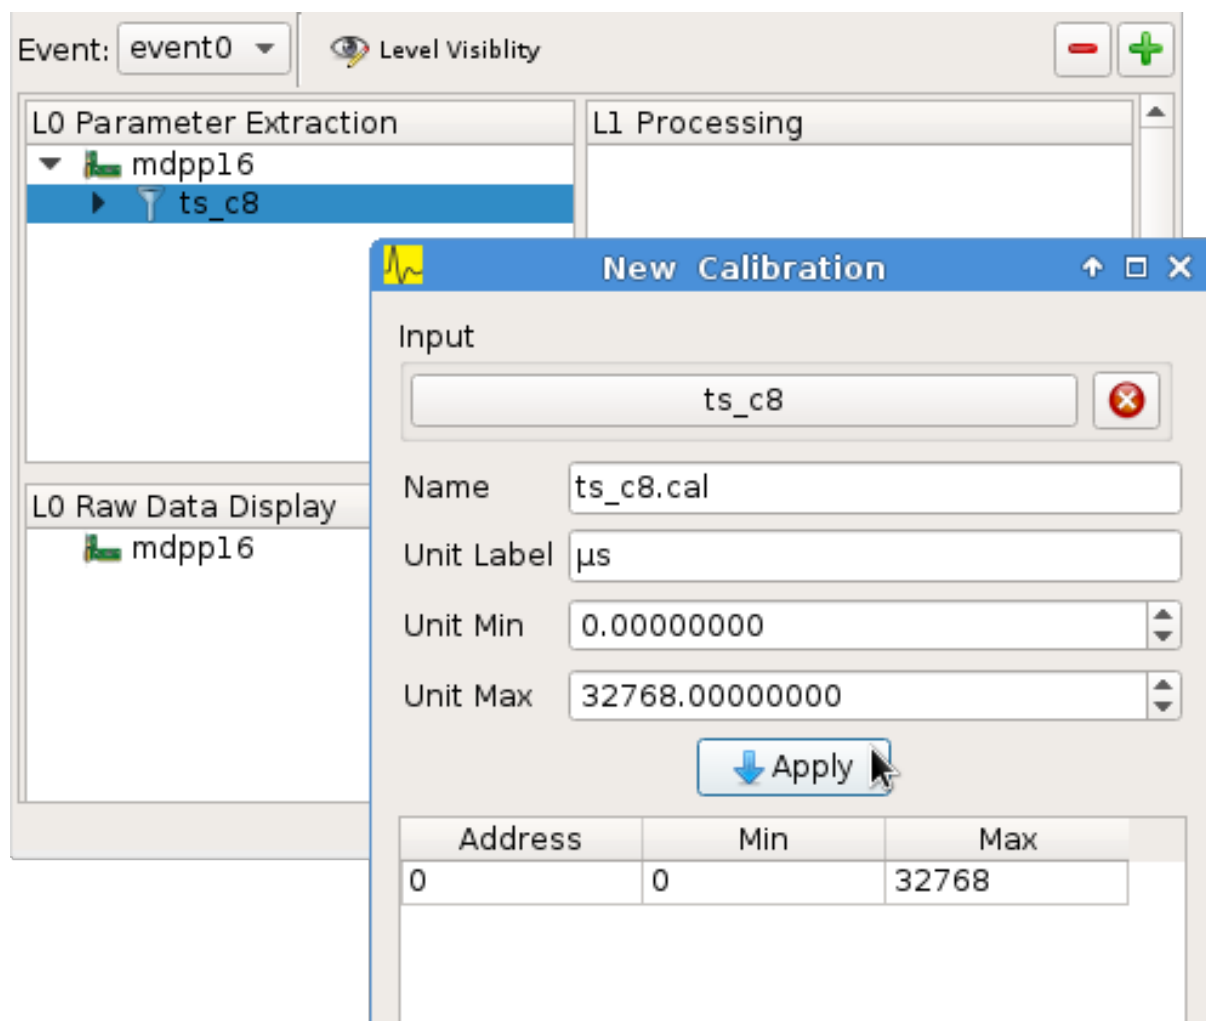 Event: event0 Level Visiblity
L0 Parameter Extraction L1 Processing
mdpp16
ts_c8
New Calibration
Input
ts_c8
L0 Raw Data Display
mdpp16
Name ts_c8.cal
Unit Label µs
Unit Min 0.00000000
Unit Max 32768.00000000
Apply
Address Min Max
0 0 32768